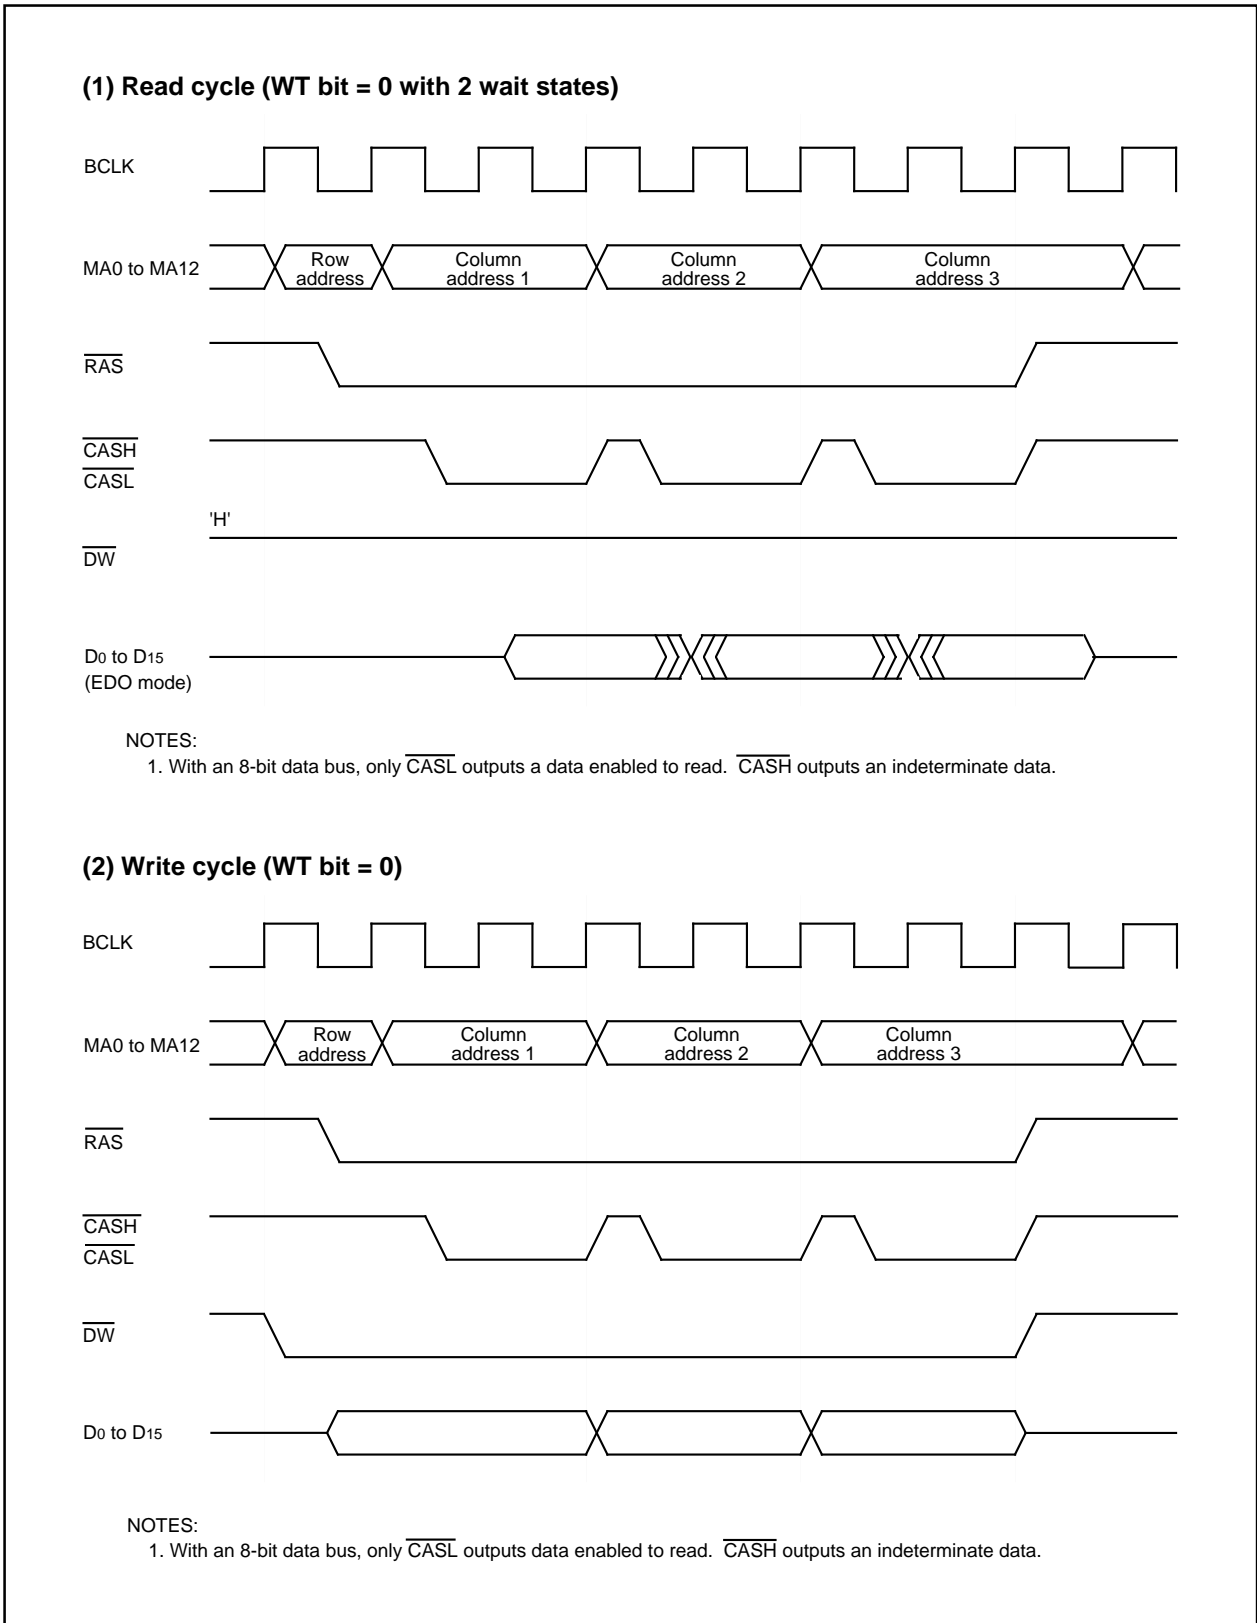 (1) Read cycle (WT bit = 0 with 2 wait states)
BCLK
MA0 to MA12
Row
address
Column
address 1
Column
address 2
Column
address 3
RAS
CASH
CASL
'H'
DW
D0 to D15
(EDO mode)
NOTES:
1. With an 8-bit data bus, only CASL outputs a data enabled to read. CASH outputs an indeterminate data.
(2) Write cycle (WT bit = 0)
BCLK
MA0 to MA12
Row
address
Column
address 1
Column
address 2
Column
address 3
RAS
CASH
CASL
DW
D0 to D15
NOTES:
1. With an 8-bit data bus, only CASL outputs data enabled to read. CASH outputs an indeterminate data.